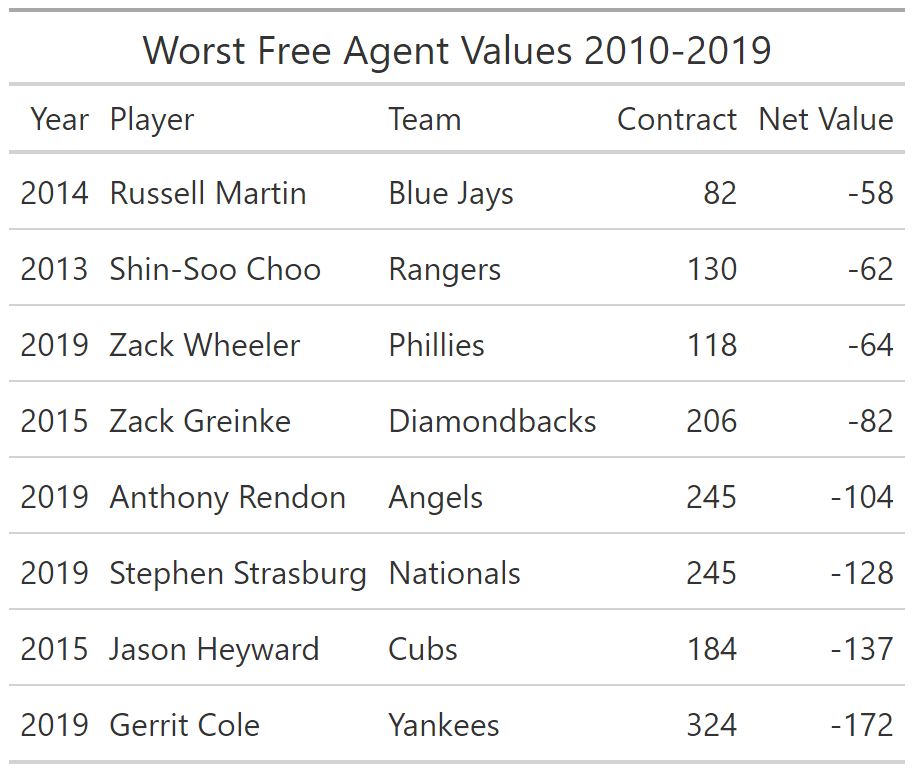 Worst Free Agent Values 2010-2019
Year Player Team Contract Net Value
2014 Russell Martin Blue Jays 82 -58
2013 Shin-Soo Choo Rangers 130 -62
2019 Zack Wheeler Phillies 118 -64
2015 Zack Greinke Diamondbacks 206 -82
2019 Anthony Rendon Angels 245 -104
2019 Stephen Strasburg Nationals 245 -128
2015 Jason Heyward Cubs 184 -137
2019 Gerrit Cole Yankees 324 -172